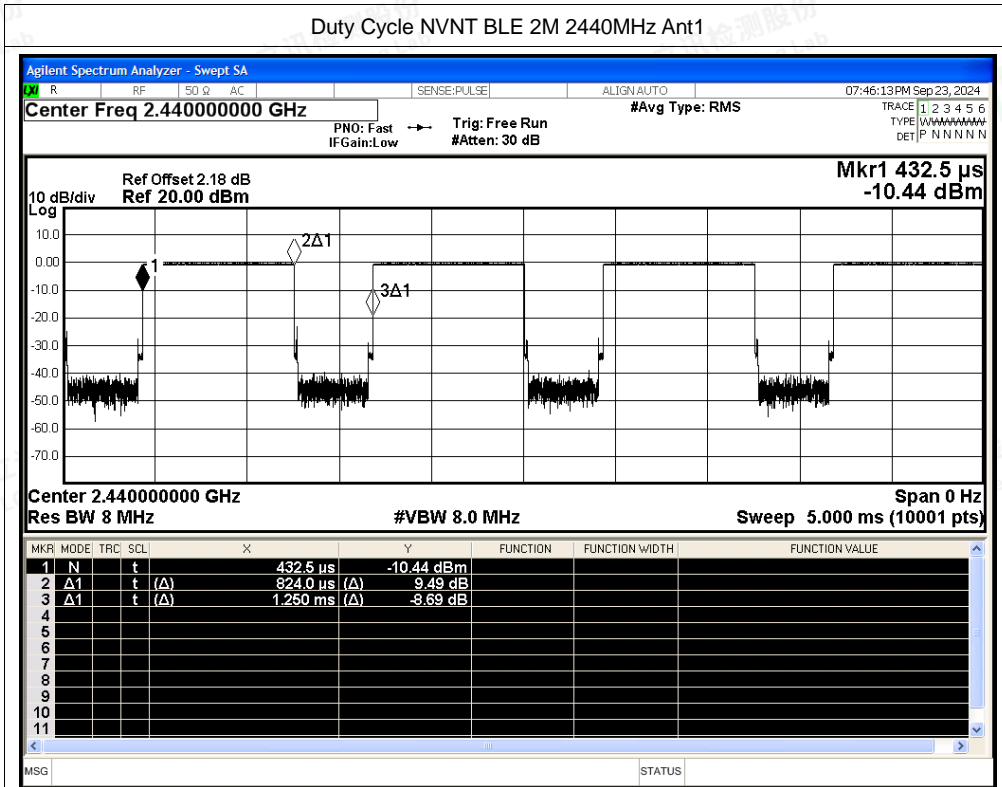 Duty Cycle NVNT BLE 2M 2440MHz Ant1
Agilent Spectrum Analyzer - Swept SA
LXI R RF 50 Ω AC SENSE:PULSE ALIGN AUTO 07:46:13 PM Sep 23, 2024
Center Freq 2.440000000 GHz #Avg Type: RMS TRACE 1 2 3 4 5 6
PNO: Fast Trig: Free Run TYPE WWWWWW
IFGain:Low #Atten: 30 dB DET P N N N N N
Mkr1 432.5 µs
Ref Offset 2.18 dB
10 dB/div Ref 20.00 dBm -10.44 dBm
Log
10.0
2Δ1
0.00
1
-10.0
3Δ1
-20.0
-30.0
-40.0
-50.0
-60.0
-70.0
Center 2.440000000 GHz Span 0 Hz
Res BW 8 MHz #VBW 8.0 MHz Sweep 5.000 ms (10001 pts)
MKR MODE TRC SCL X Y FUNCTION FUNCTION WIDTH FUNCTION VALUE
1 N t 432.5 µs -10.44 dBm
2 Δ1 t (Δ) 824.0 µs (Δ) 9.49 dB
3 Δ1 t (Δ) 1.250 ms (Δ) -8.69 dB
4
5
6
7
8
9
10
11
MSG STATUS